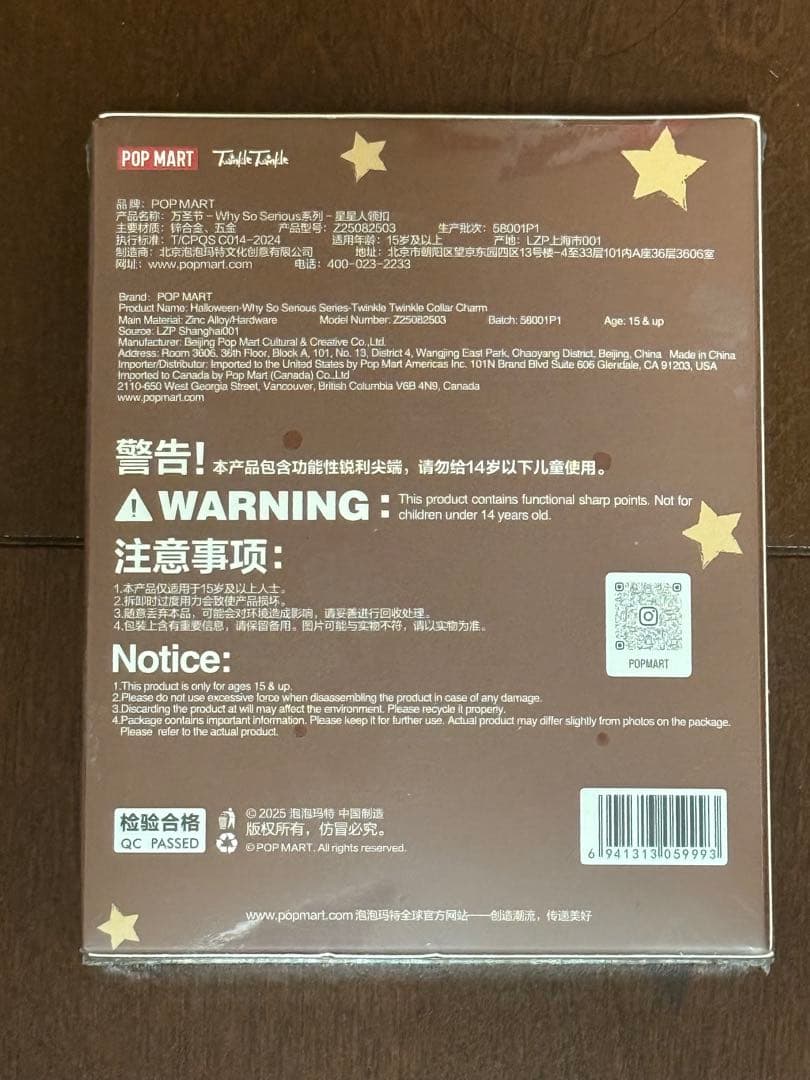 POP MART Twinkle Twinkle
品牌：POP MART
产品名称：万圣节-Why So Serious系列-星星人领扣
主要材质：锌合金、五金 产品型号：Z25082503 生产批次：58001P1
执行标准：T/CPQS C014-2024 适用年龄：15岁及以上 产地：LZP上海市001
制造商：北京泡泡玛特文化创意有限公司 地址：北京市朝阳区望京东园四区13号楼-4至33层101内A座36层3606室
网址：www.popmart.com 电话：400-023-2233
Brand: POP MART
Product Name: Halloween-Why So Serious Series-Twinkle Twinkle Collar Charm
Main Material: Zinc Alloy/Hardware Model Number: Z25082503 Batch: 58001P1 Age: 15 & up
Source: LZP Shanghai001
Manufacturer: Beijing Pop Mart Cultural & Creative Co.,Ltd.
Address: Room 3606, 36th Floor, Block A, 101, No. 13, District 4, Wangjing East Park, Chaoyang District, Beijing, China Made in China
Importer/Distributor: Imported to the United States by Pop Mart Americas Inc. 101N Brand Blvd Suite 606 Glendale, CA 91203, USA
Imported to Canada by Pop Mart (Canada) Co.,Ltd
2110-650 West Georgia Street, Vancouver, British Columbia V6B 4N9, Canada
www.popmart.com
警告！本产品包含功能性锐利尖端，请勿给14岁以下儿童使用。
WARNING：This product contains functional sharp points. Not for
children under 14 years old.
注意事项：
1.本产品仅适用于15岁及以上人士。
2.拆卸时过度用力会致使产品损坏。
3.随意丢弃本品，可能会对环境造成影响，请妥善进行回收处理。
4.包装上含有重要信息，请保留备用。图片可能与实物不符，请以实物为准。
POPMART
Notice:
1.This product is only for ages 15 & up.
2.Please do not use excessive force when disassembling the product in case of any damage.
3.Discarding the product at will may affect the environment. Please recycle it properly.
4.Package contains important information. Please keep it for further use. Actual product may differ slightly from photos on the package.
Please refer to the actual product.
检验合格
QC PASSED
© 2025 泡泡玛特 中国制造
版权所有，仿冒必究。
© POP MART. All rights reserved.
6 941313 059993
www.popmart.com 泡泡玛特全球官方网站——创造潮流，传递美好